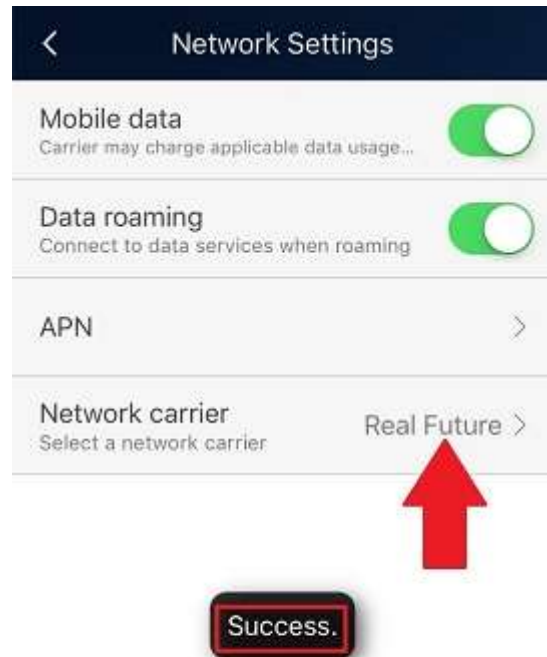 Network Settings
Mobile data
Carrier may charge applicable data usage...
Data roaming
Connect to data services when roaming
APN
Network carrier
Real Future
Select a network carrier
Success.